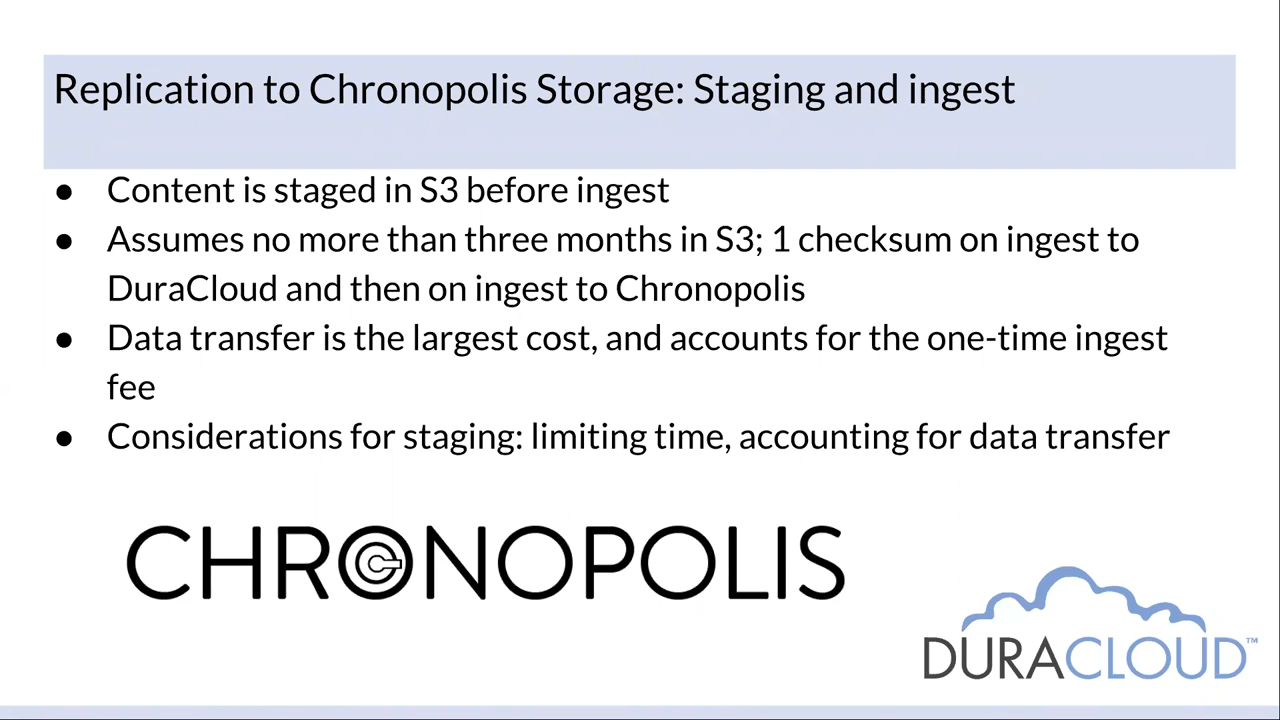 Replication to Chronopolis Storage: Staging and ingest
● Content is staged in S3 before ingest
● Assumes no more than three months in S3; 1 checksum on ingest to
DuraCloud and then on ingest to Chronopolis
● Data transfer is the largest cost, and accounts for the one-time ingest
fee
● Considerations for staging: limiting time, accounting for data transfer
CHRONOPOLIS
DURACLOUD™